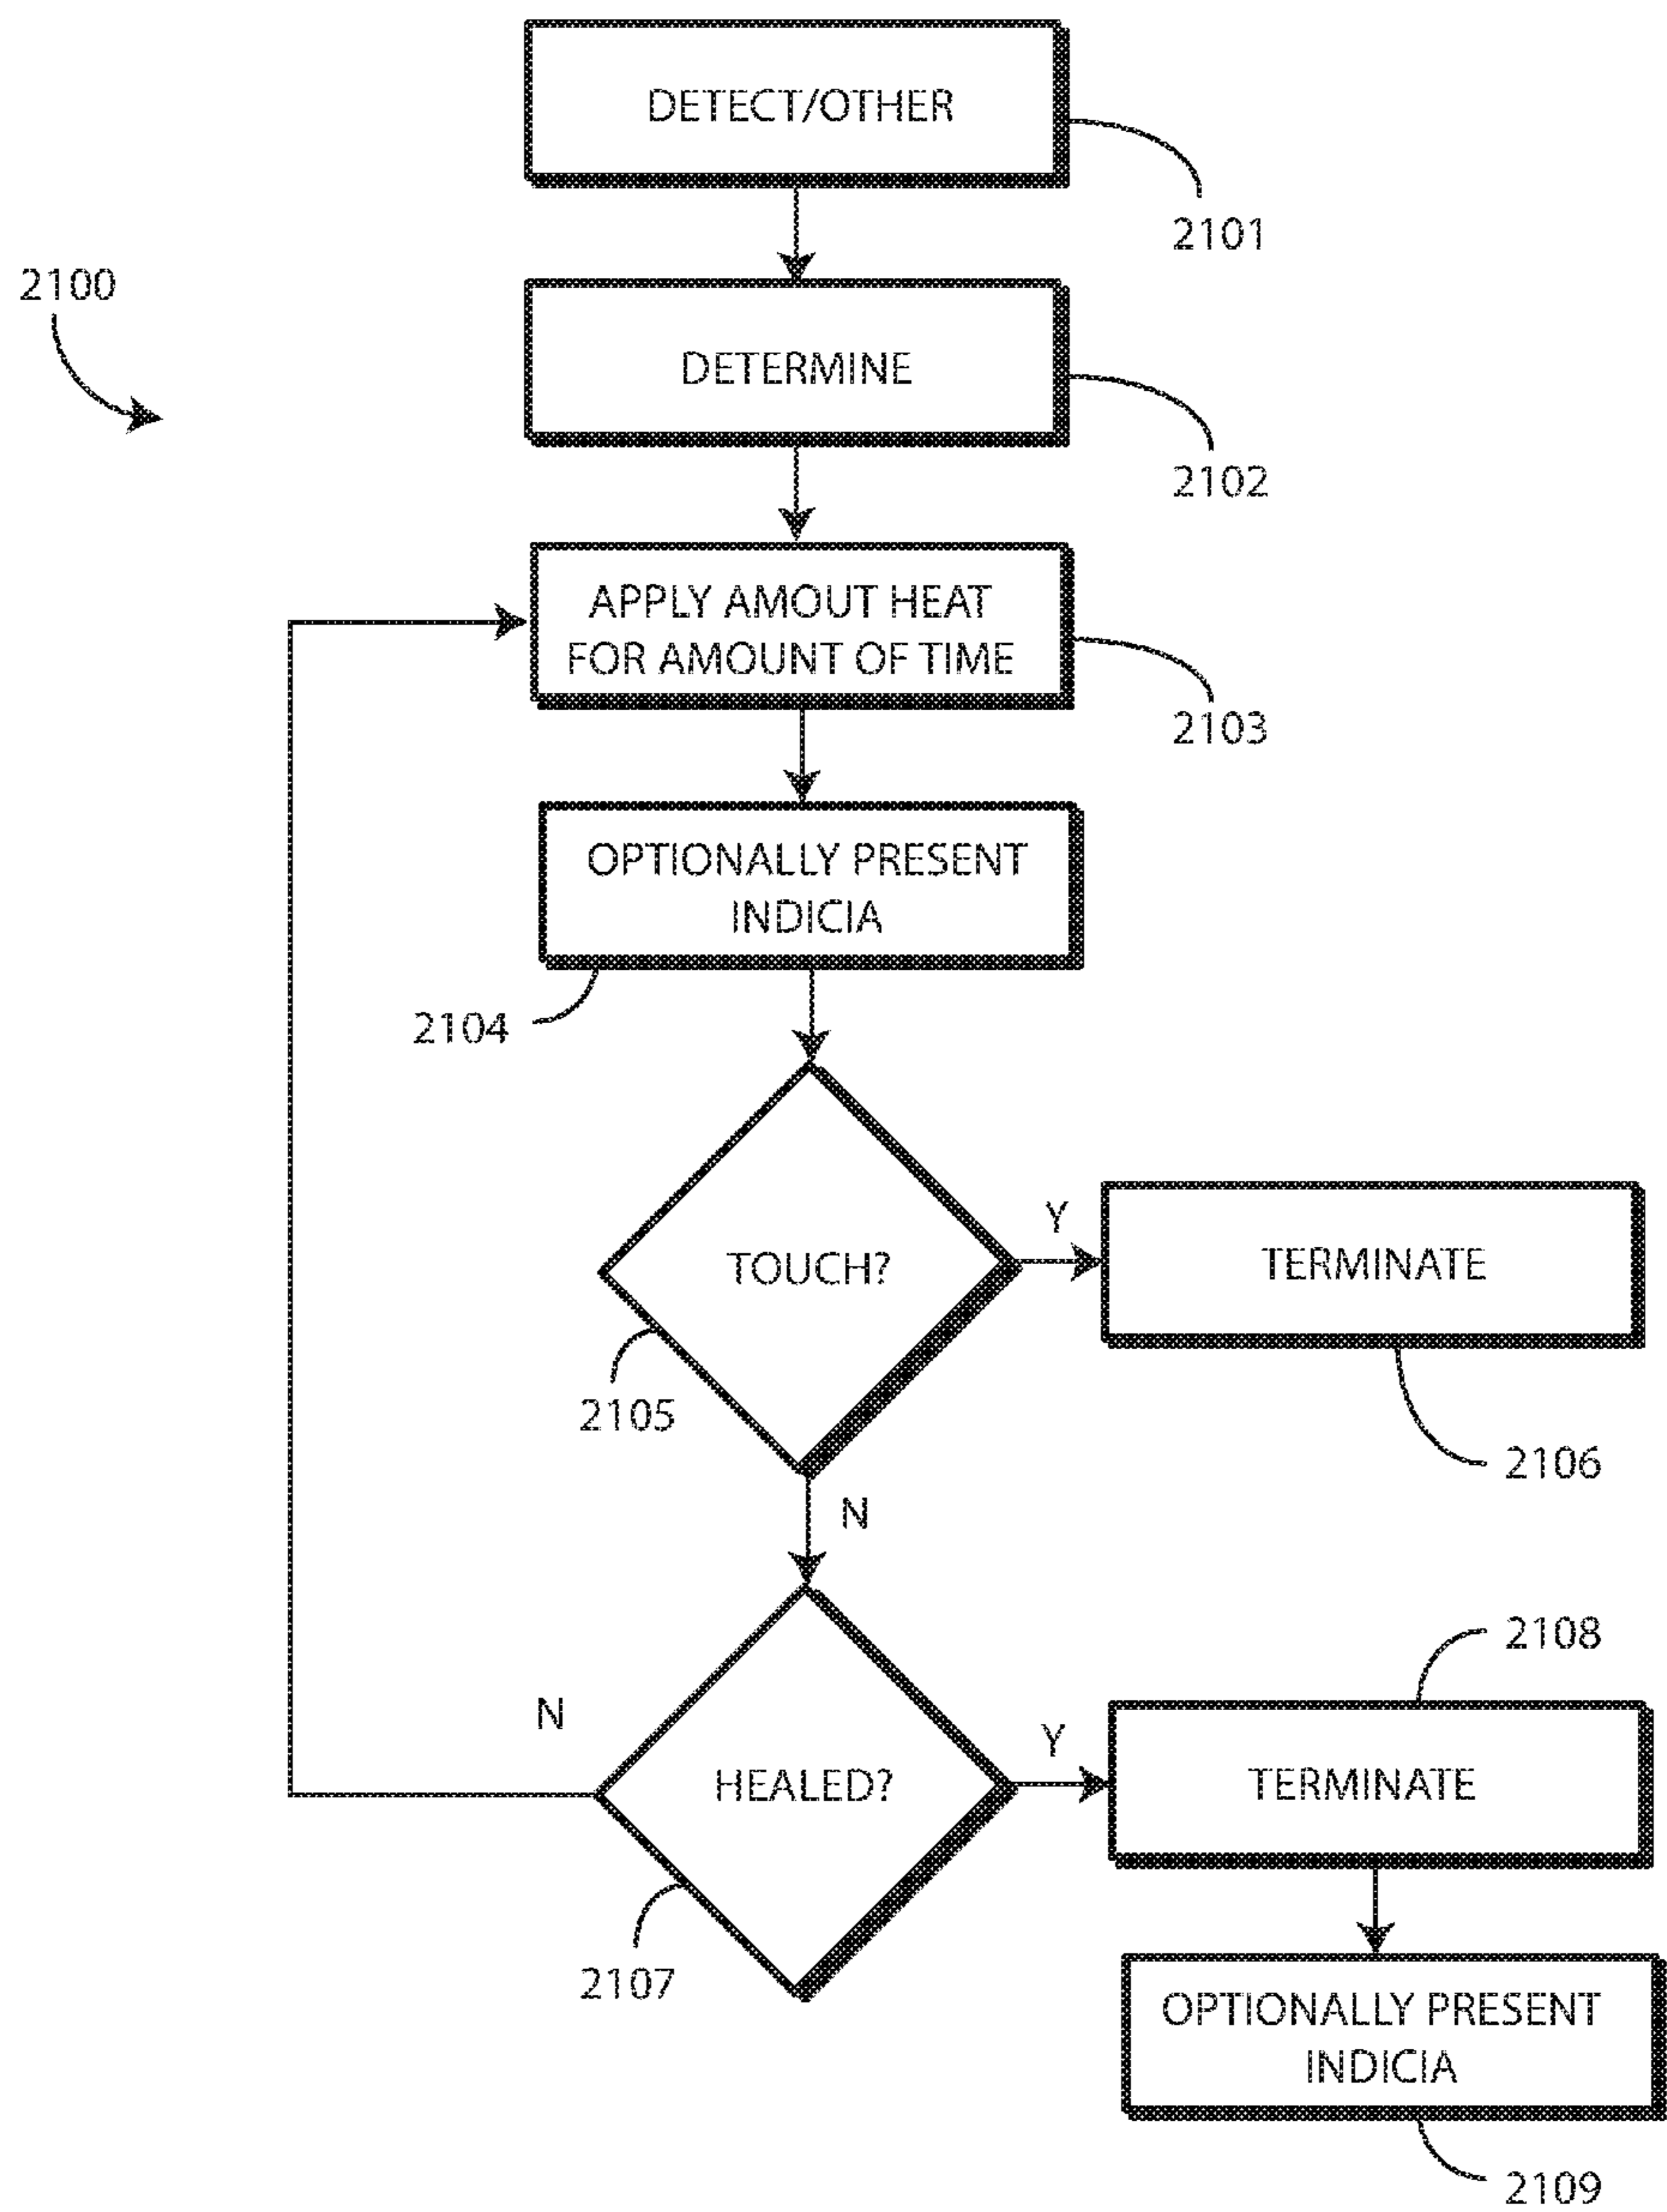 DETECT/OTHER
2101
2100
DETERMINE
2102
APPLY AMOUT HEAT
FOR AMOUNT OF TIME
2103
OPTIONALLY PRESENT
INDICIA
2104
TOUCH?
Y
TERMINATE
2105
2106
N
2108
N
HEALED?
Y
TERMINATE
2107
OPTIONALLY PRESENT
INDICIA
2109